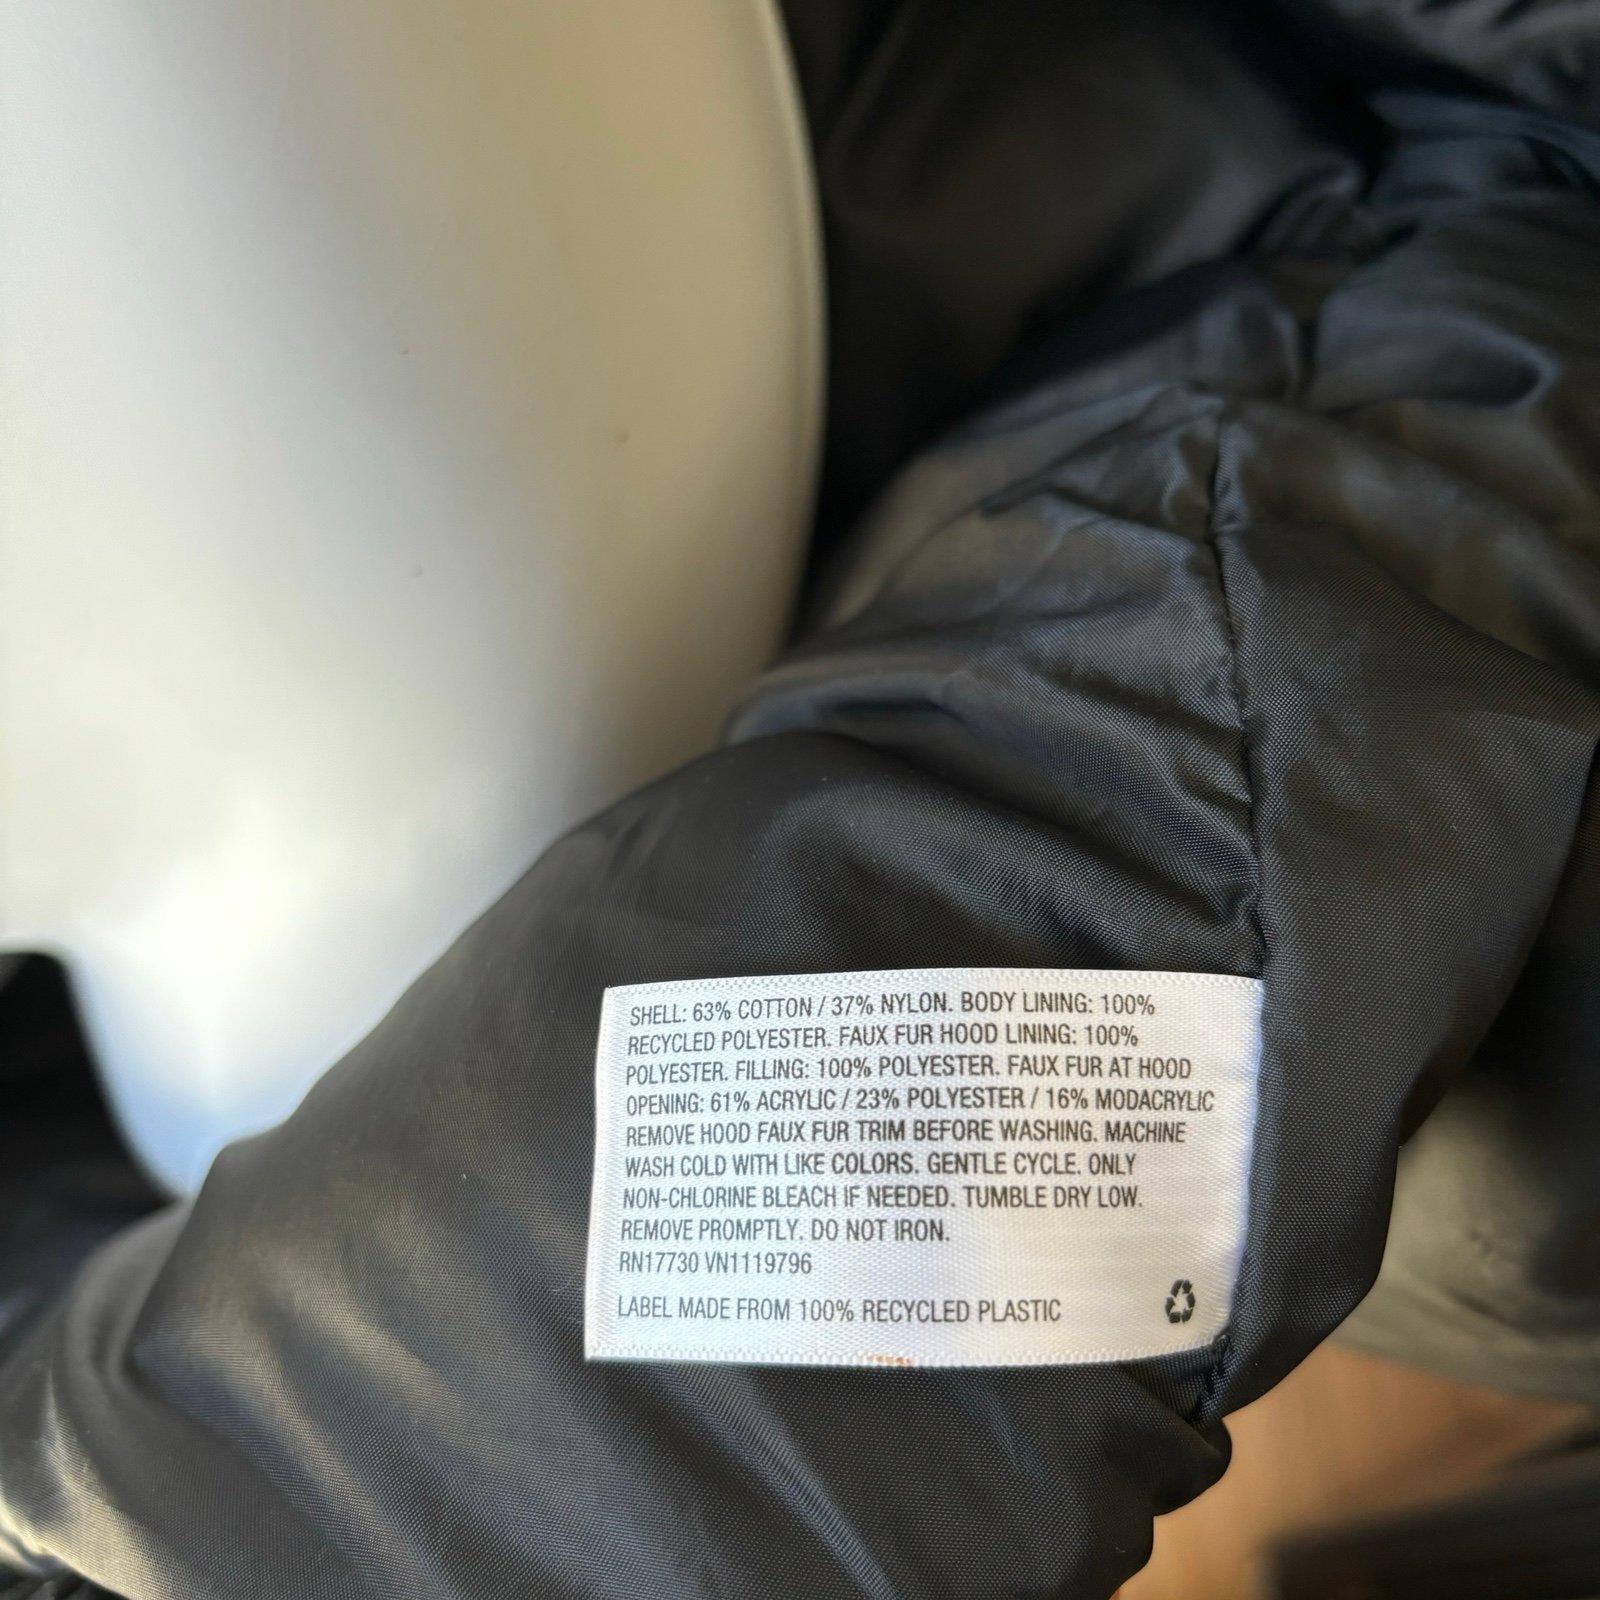 SHELL: 63% COTTON / 37% NYLON. BODY LINING: 100%
RECYCLED POLYESTER. FAUX FUR HOOD LINING: 100%
POLYESTER. FILLING: 100% POLYESTER. FAUX FUR AT HOOD
OPENING: 61% ACRYLIC / 23% POLYESTER / 16% MODACRYLIC
REMOVE HOOD FAUX FUR TRIM BEFORE WASHING. MACHINE
WASH COLD WITH LIKE COLORS. GENTLE CYCLE. ONLY
NON-CHLORINE BLEACH IF NEEDED. TUMBLE DRY LOW.
REMOVE PROMPTLY. DO NOT IRON.
RN17730 VN1119796
LABEL MADE FROM 100% RECYCLED PLASTIC